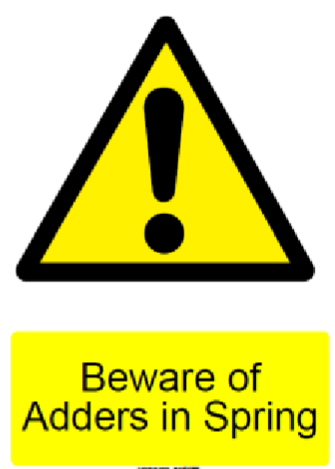 Beware of
Adders in Spring